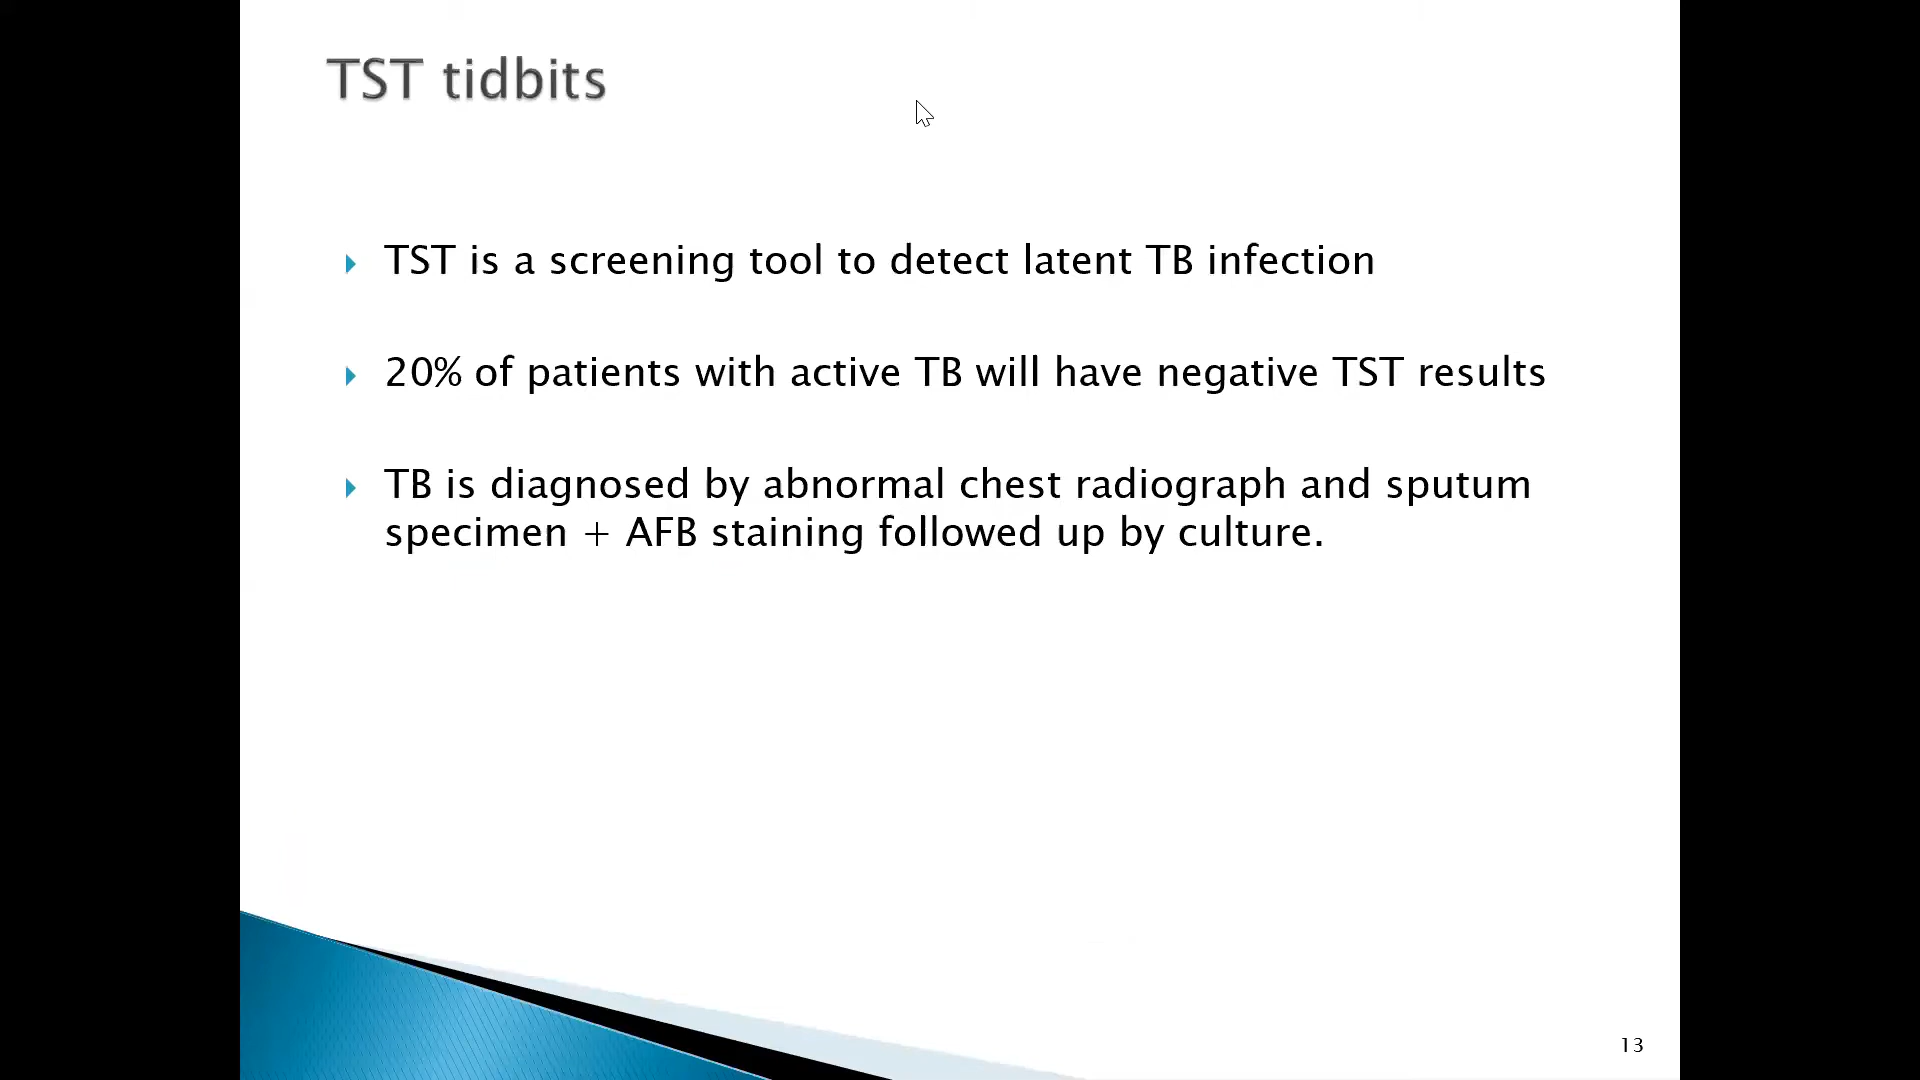 TST tidbits
TST is a screening tool to detect latent TB infection
20% of patients with active TB will have negative TST results
TB is diagnosed by abnormal chest radiograph and sputum
specimen + AFB staining followed up by culture.
13